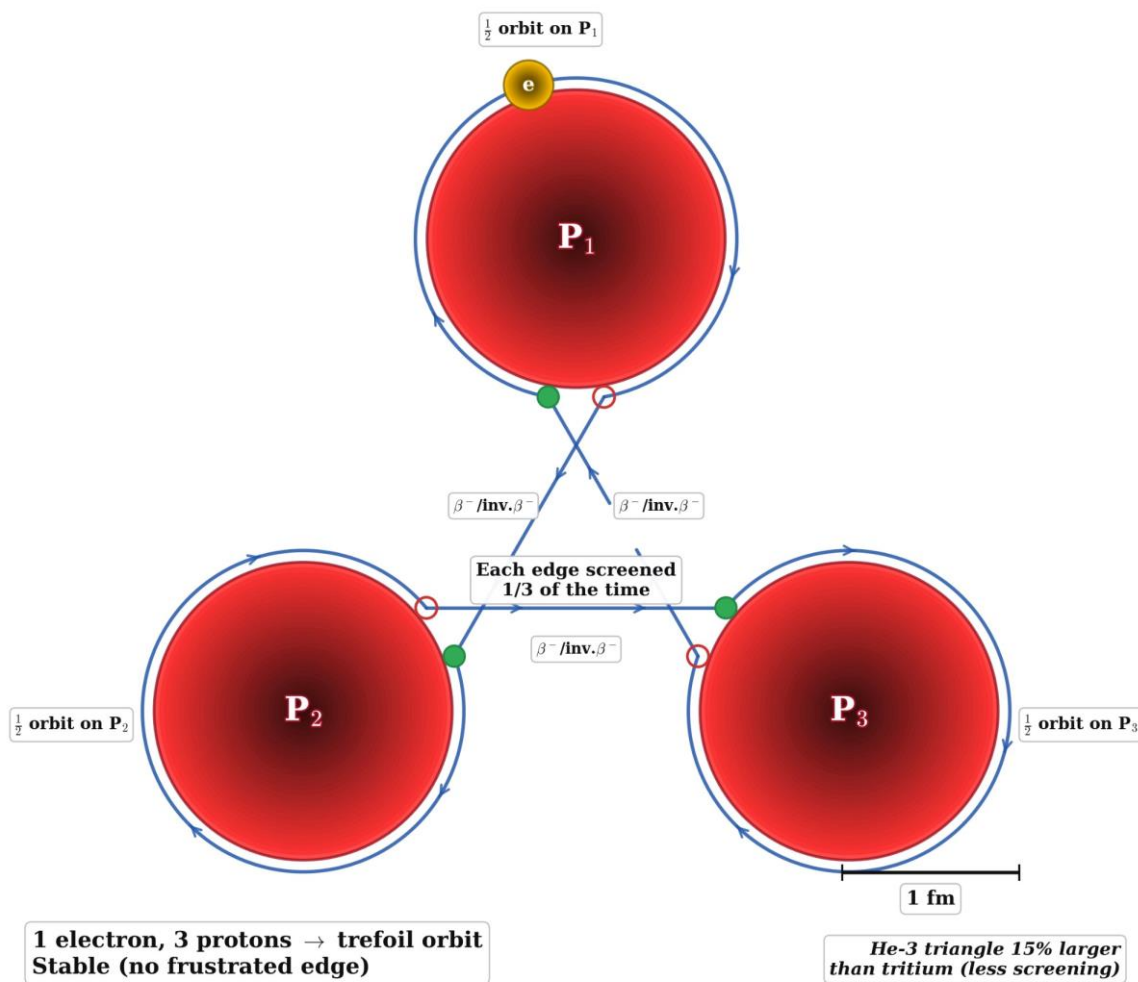 ½ orbit on P₁
e
P₁
β⁻/inv.β⁻
β⁻/inv.β⁻
Each edge screened
1/3 of the time
β⁻/inv.β⁻
P₂
P₃
½ orbit on P₂
½ orbit on P₃
1 fm
1 electron, 3 protons → trefoil orbit
Stable (no frustrated edge)
He-3 triangle 15% larger
than tritium (less screening)